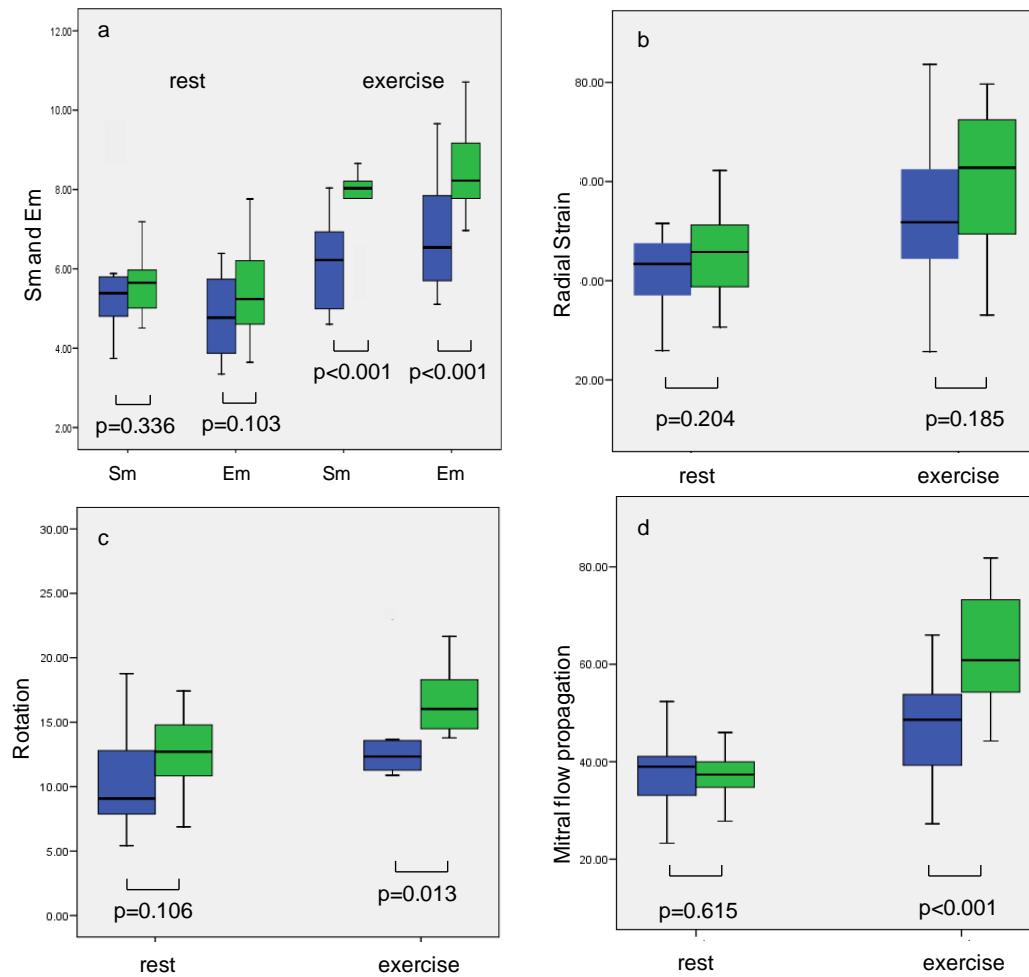 a
rest exercise
Sm and Em
12.00
10.00
8.00
6.00
4.00
2.00
p=0.336
p=0.103
p<0.001
p<0.001
Sm Em Sm Em
b
Radial Strain
80.00
20.00
p=0.204
p=0.185
rest exercise
c
Rotation
30.00
25.00
20.00
15.00
10.00
5.00
0.00
p=0.106
p=0.013
rest exercise
d
Mitral flow propagation
80.00
60.00
40.00
20.00
p=0.615
p<0.001
rest exercise